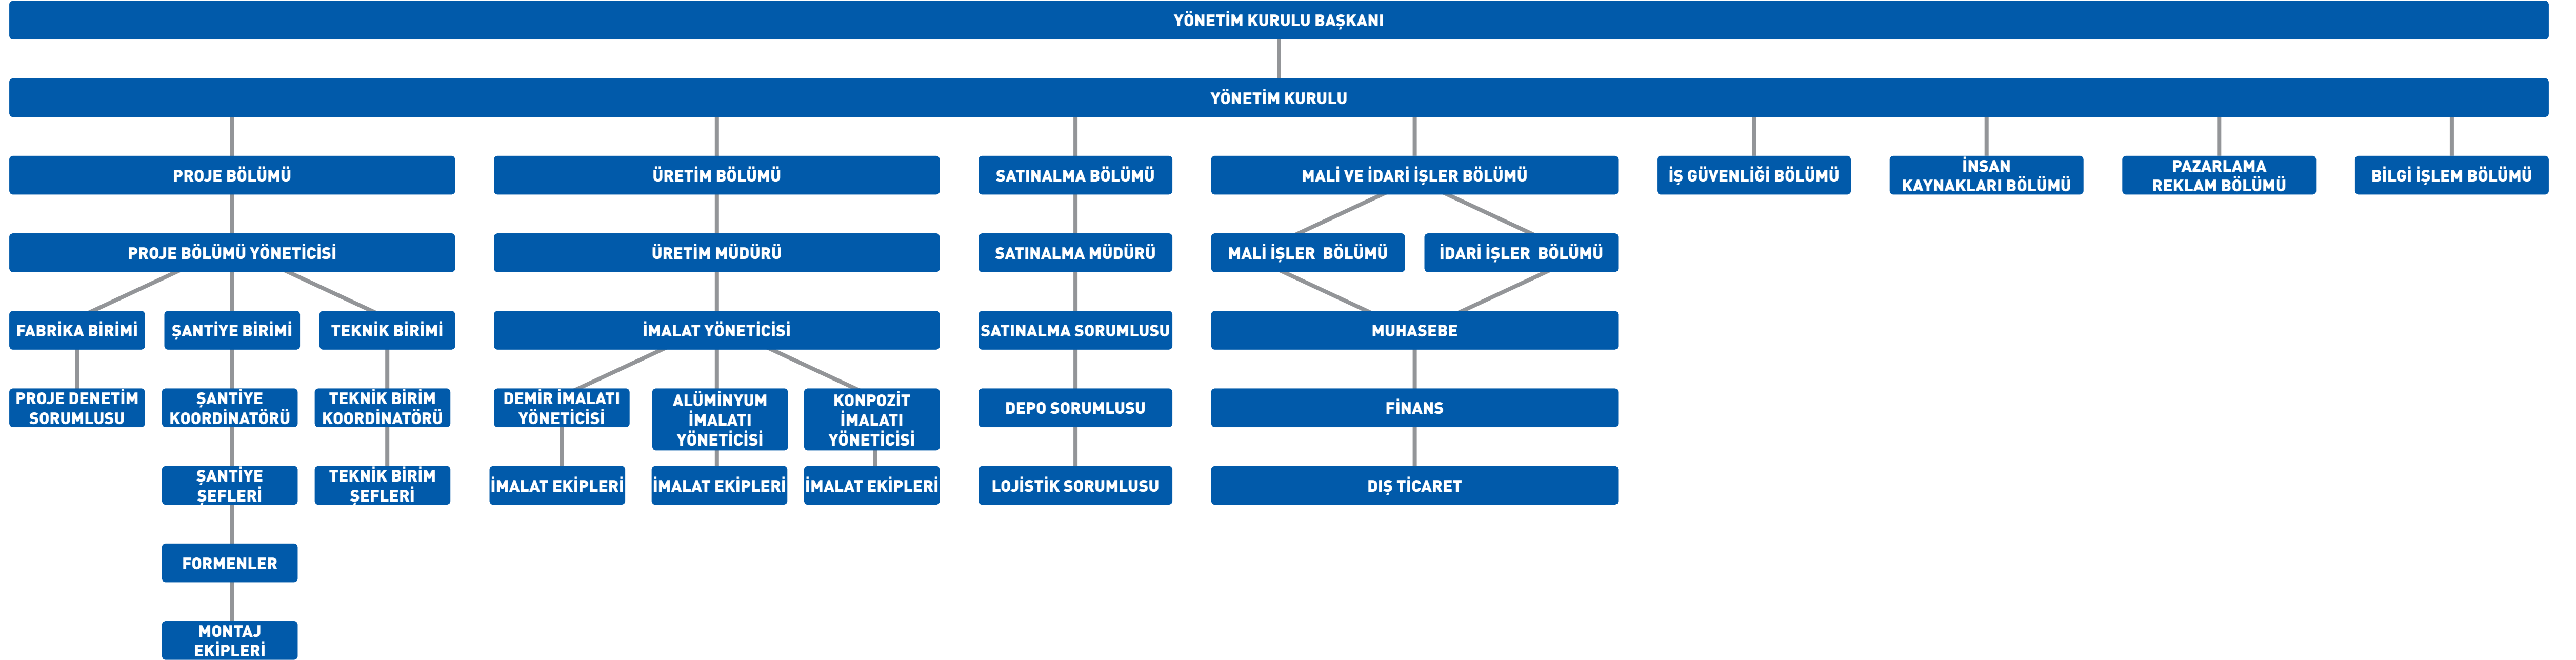 YÖNETİM KURULU BAŞKANI
YÖNETİM KURULU
PROJE BÖLÜMÜ
ÜRETİM BÖLÜMÜ
SATINALMA BÖLÜMÜ
MALİ VE İDARİ İŞLER BÖLÜMÜ
İŞ GÜVENLİĞİ BÖLÜMÜ
İNSAN
KAYNAKLARI BÖLÜMÜ
PAZARLAMA
REKLAM BÖLÜMÜ
BİLGİ İŞLEM BÖLÜMÜ
PROJE BÖLÜMÜ YÖNETİCİSİ
ÜRETİM MÜDÜRÜ
SATINALMA MÜDÜRÜ
MALİ İŞLER  BÖLÜMÜ
İDARİ İŞLER  BÖLÜMÜ
FABRİKA BİRİMİ
ŞANTİYE BİRİMİ
TEKNİK BİRİMİ
İMALAT YÖNETİCİSİ
SATINALMA SORUMLUSU
MUHASEBE
PROJE DENETİM
SORUMLUSU
ŞANTİYE
KOORDİNATÖRÜ
TEKNİK BİRİM
KOORDİNATÖRÜ
DEMİR İMALATI
YÖNETİCİSİ
ALÜMİNYUM
İMALATI
YÖNETİCİSİ
KONPOZİT
İMALATI
YÖNETİCİSİ
DEPO SORUMLUSU
FİNANS
ŞANTİYE
ŞEFLERİ
TEKNİK BİRİM
ŞEFLERİ
İMALAT EKİPLERİ
İMALAT EKİPLERİ
İMALAT EKİPLERİ
LOJİSTİK SORUMLUSU
DIŞ TİCARET
FORMENLER
MONTAJ
EKİPLERİ